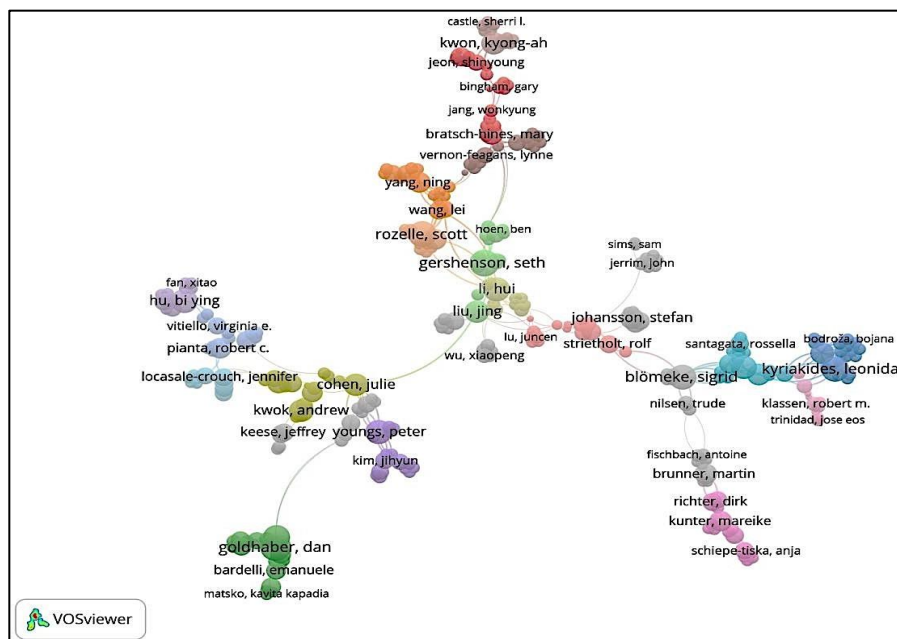 castle, sherri l.
kwon, kyong-ah
jeon, shinyoung
bingham, gary
jang, wonkyung
bratsch-hines, mary
vernon-feagans, lynne
yang, ning
wang, lei
rozelle, scott
hoen, ben
gershenson, seth
sims, sam
jerrim, john
li, hui
liu, jing
fan, xitao
hu, bi ying
vitiello, virginia e.
pianta, robert c.
johansson, stefan
lu, juncen
strietholt, rolf
wu, xiaopeng
santagata, rossella
bodroža, bojana
locasale-crouch, jennifer
cohen, julie
blömeke, sigrid
kyriakides, leonida
kwok, andrew
nilsen, trude
klassen, robert m.
trinidad, jose eos
keese, jeffrey
youngs, peter
kim, jihyun
fischbach, antoine
brunner, martin
richter, dirk
kunter, mareike
schiepe-tiska, anja
goldhaber, dan
bardelli, emanuele
matsko, kavita kapadia
VOSviewer